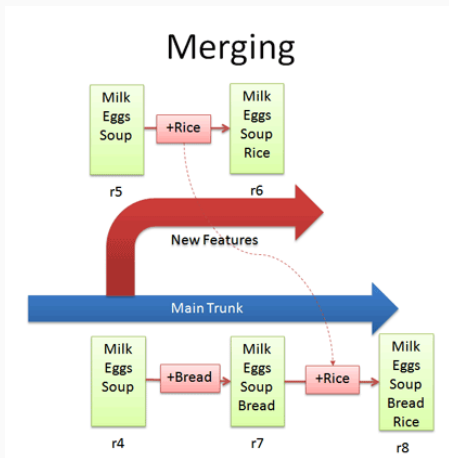 Merging
Milk
Eggs
Soup
+Rice
Milk
Eggs
Soup
Rice
r5
r6
New Features
Main Trunk
Milk
Eggs
Soup
+Bread
Milk
Eggs
Soup
Bread
+Rice
Milk
Eggs
Soup
Bread
Rice
r4
r7
r8